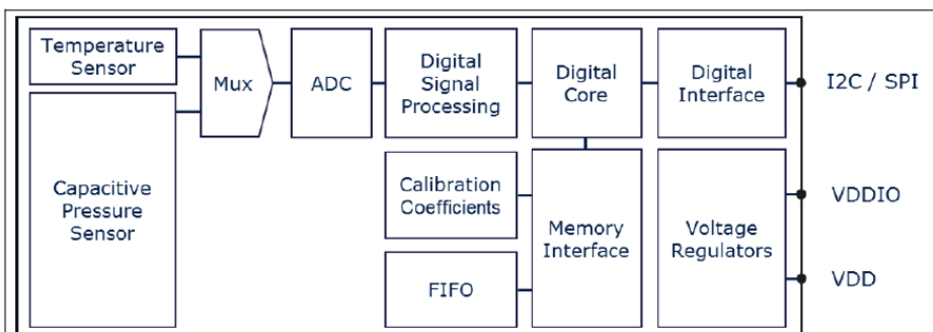 Temperature
Sensor
Mux
ADC
Digital
Signal
Processing
Digital
Core
Digital
Interface
I2C / SPI
Capacitive
Pressure
Sensor
Calibration
Coefficients
Memory
Interface
Voltage
Regulators
VDDIO
FIFO
VDD